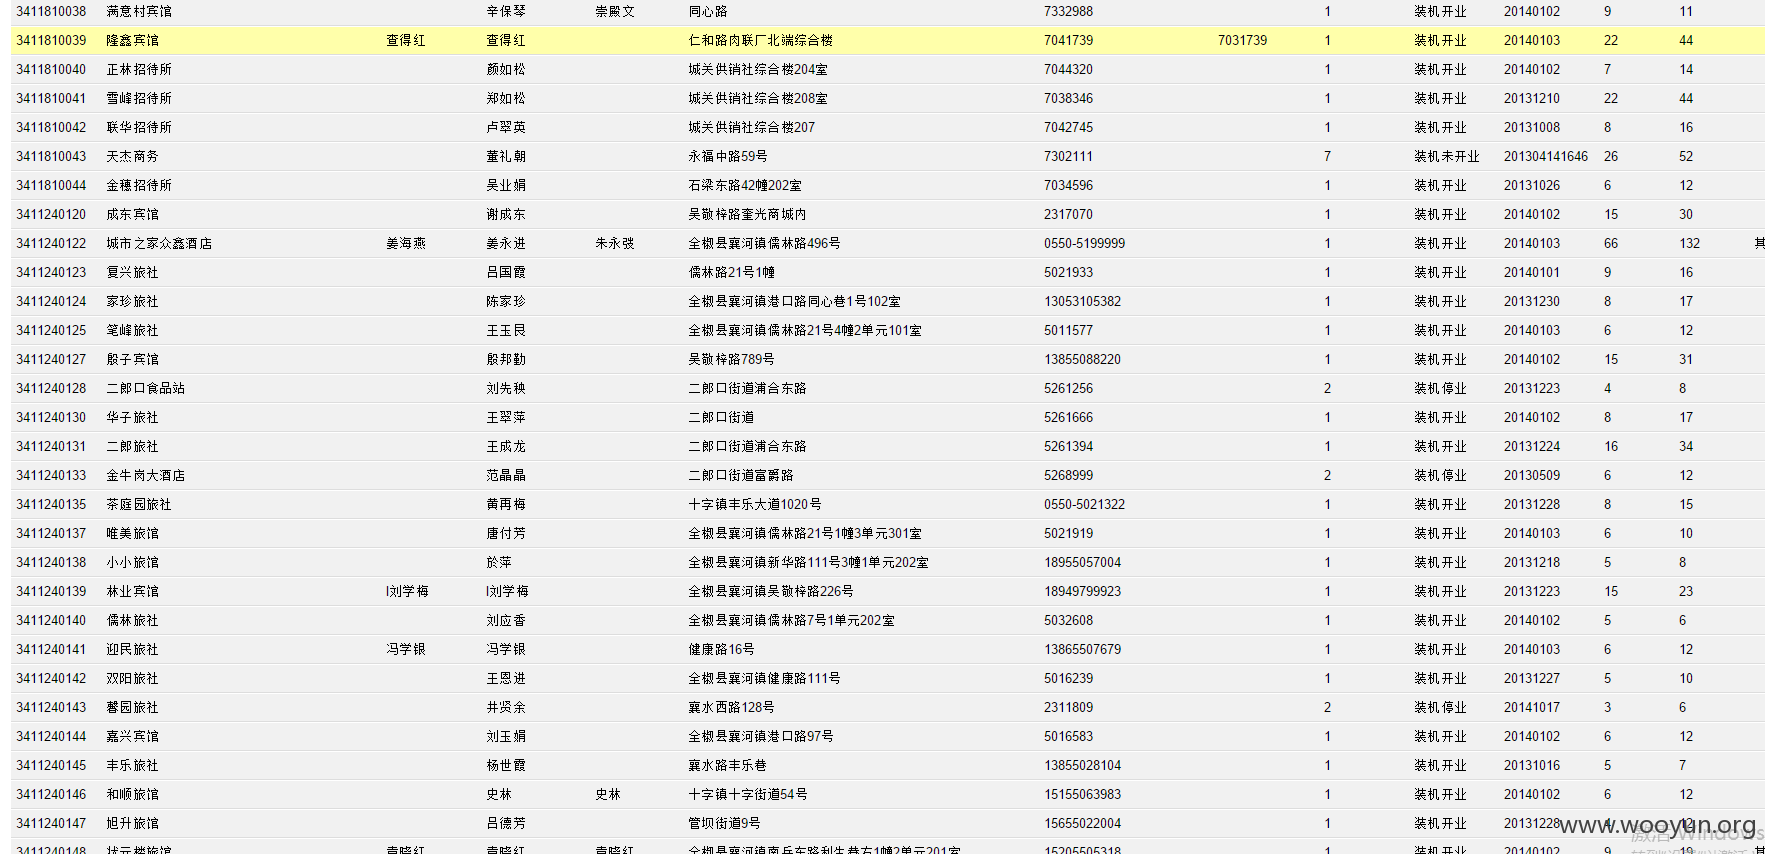 3411810038 满意村宾馆 辛保琴 崇殿文 同心路 7332988 1 装机开业 20140102 9 11
3411810039 隆鑫宾馆 查得红 查得红 仁和路肉联厂北端综合楼 7041739 7031739 1 装机开业 20140103 22 44
3411810040 正林招待所 颜如松 城关供销社综合楼204室 7044320 1 装机开业 20140102 7 14
3411810041 雪峰招待所 郑如松 城关供销社综合楼208室 7038346 1 装机开业 20131210 22 44
3411810042 联华招待所 卢翠英 城关供销社综合楼207 7042745 1 装机开业 20131008 8 16
3411810043 天杰商务 董礼朝 永福中路59号 7302111 7 装机未开业 201304141646 26 52
3411810044 金穗招待所 吴业娟 石梁东路42幢202室 7034596 1 装机开业 20131026 6 12
3411240120 成东宾馆 谢成东 吴敬梓路奎光商城内 2317070 1 装机开业 20140102 15 30
3411240122 城市之家众鑫酒店 姜海燕 姜永进 朱永弢 全椒县襄河镇儒林路496号 0550-5199999 1 装机开业 20140103 66 132 其
3411240123 复兴旅社 吕国霞 儒林路21号1幢 5021933 1 装机开业 20140101 9 16
3411240124 家珍旅社 陈家珍 全椒县襄河镇港口路同心巷1号102室 13053105382 1 装机开业 20131230 8 17
3411240125 笔峰旅社 王玉艮 全椒县襄河镇儒林路21号4幢2单元101室 5011577 1 装机开业 20140103 6 12
3411240127 殷子宾馆 殷邦勤 吴敬梓路789号 13855088220 1 装机开业 20140102 15 31
3411240128 二郎口食品站 刘先秧 二郎口街道浦合东路 5261256 2 装机停业 20131223 4 8
3411240130 华子旅社 王翠萍 二郎口街道 5261666 1 装机开业 20140102 8 17
3411240131 二郎旅社 王成龙 二郎口街道浦合东路 5261394 1 装机开业 20131224 16 34
3411240133 金牛岗大酒店 范晶晶 二郎口街道富爵路 5268999 2 装机停业 20130509 6 12
3411240135 茶庭园旅社 黄再梅 十字镇丰乐大道1020号 0550-5021322 1 装机开业 20131228 8 15
3411240137 唯美旅馆 唐付芳 全椒县襄河镇儒林路21号1幢3单元301室 5021919 1 装机开业 20140103 6 10
3411240138 小小旅馆 於萍 全椒县襄河镇新华路111号3幢1单元202室 18955057004 1 装机开业 20131218 5 8
3411240139 林业宾馆 l刘学梅 l刘学梅 全椒县襄河镇吴敬梓路226号 18949799923 1 装机开业 20131223 15 23
3411240140 儒林旅社 刘应香 全椒县襄河镇儒林路7号1单元202室 5032608 1 装机开业 20140102 5 6
3411240141 迎民旅社 冯学银 冯学银 健康路16号 13865507679 1 装机开业 20140103 6 12
3411240142 双阳旅社 王恩进 全椒县襄河镇健康路111号 5016239 1 装机开业 20131227 5 10
3411240143 馨园旅社 井贤余 襄水西路128号 2311809 2 装机停业 20141017 3 6
3411240144 嘉兴宾馆 刘玉娟 全椒县襄河镇港口路97号 5016583 1 装机开业 20140102 6 12
3411240145 丰乐旅社 杨世霞 襄水路丰乐巷 13855028104 1 装机开业 20131016 5 7
3411240146 和顺旅馆 史林 史林 十字镇十字街道54号 15155063983 1 装机开业 20140102 6 12
3411240147 旭升旅馆 吕德芳 管坝街道9号 15655022004 1 装机开业 20131228 12
www.wooyun.org
激活 Windows
3411240148 状元楼旅馆 袁晓红 袁晓红 袁晓红 全椒县襄河镇南岳东路利生巷右1幢2单元201室 15205505318 1 装机开业 20140102 9 19 其